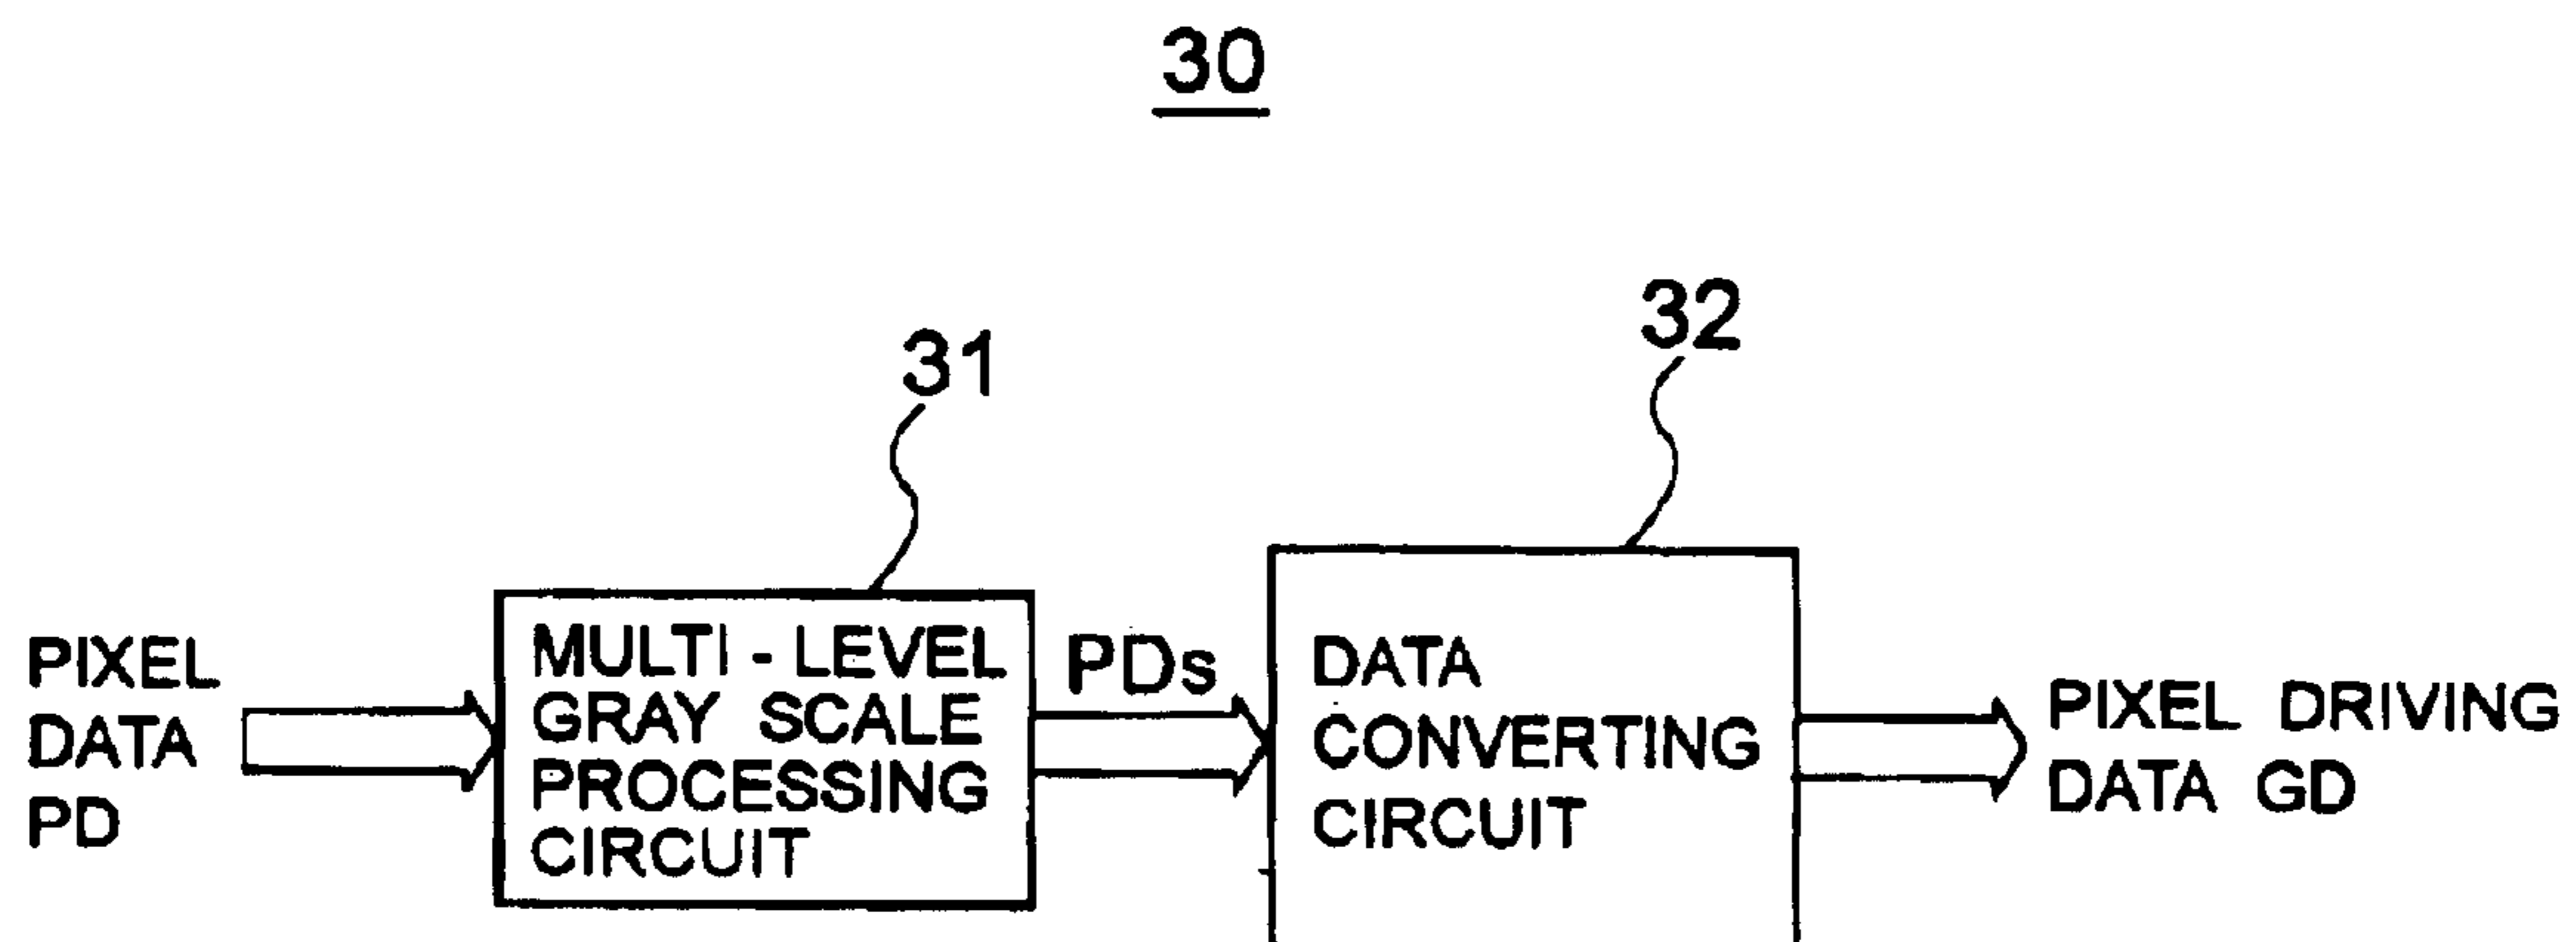 30
31
32
PIXEL
DATA
PD
MULTI - LEVEL
GRAY SCALE
PROCESSING
CIRCUIT
PDs
DATA
CONVERTING
CIRCUIT
PIXEL DRIVING
DATA GD